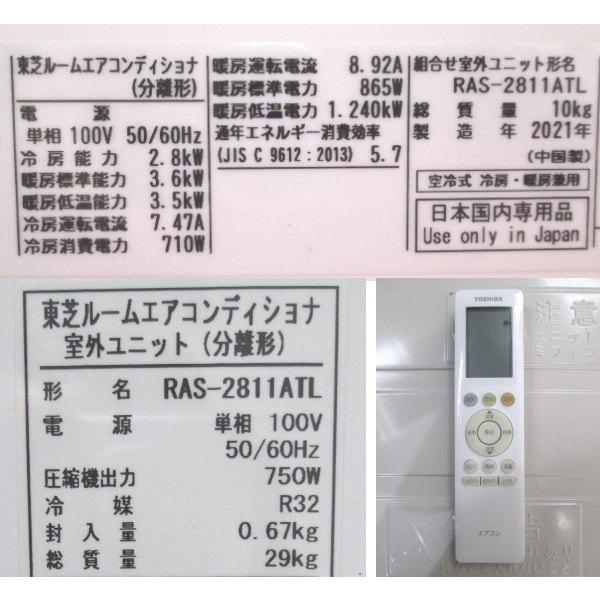 東芝ルームエアコンディショナ
(分離形)
電 源
単相 100V 50/60Hz
冷房能力 2.8kW
暖房標準能力 3.6kW
暖房低温能力 3.5kW
冷房運転電流 7.47A
冷房消費電力 710W
暖房運転電流 8.92A
暖房標準電力 865W
暖房低温電力 1.240kW
通年エネルギー消費効率
(JIS C 9612:2013) 5.7
組合せ室外ユニット形名
RAS-2811ATL
総 質 量 10kg
製 造 年 2021年
(中国製)
空冷式 冷房・暖房兼用
日本国内専用品
Use only in Japan
東芝ルームエアコンディショナ
室外ユニット(分離形)
形 名 RAS-2811ATL
電 源 単相 100V
50/60Hz
圧縮機出力 750W
冷 媒 R32
封 入 量 0.67kg
総 質 量 29kg
TOSHIBA
停止
エアコン
注意